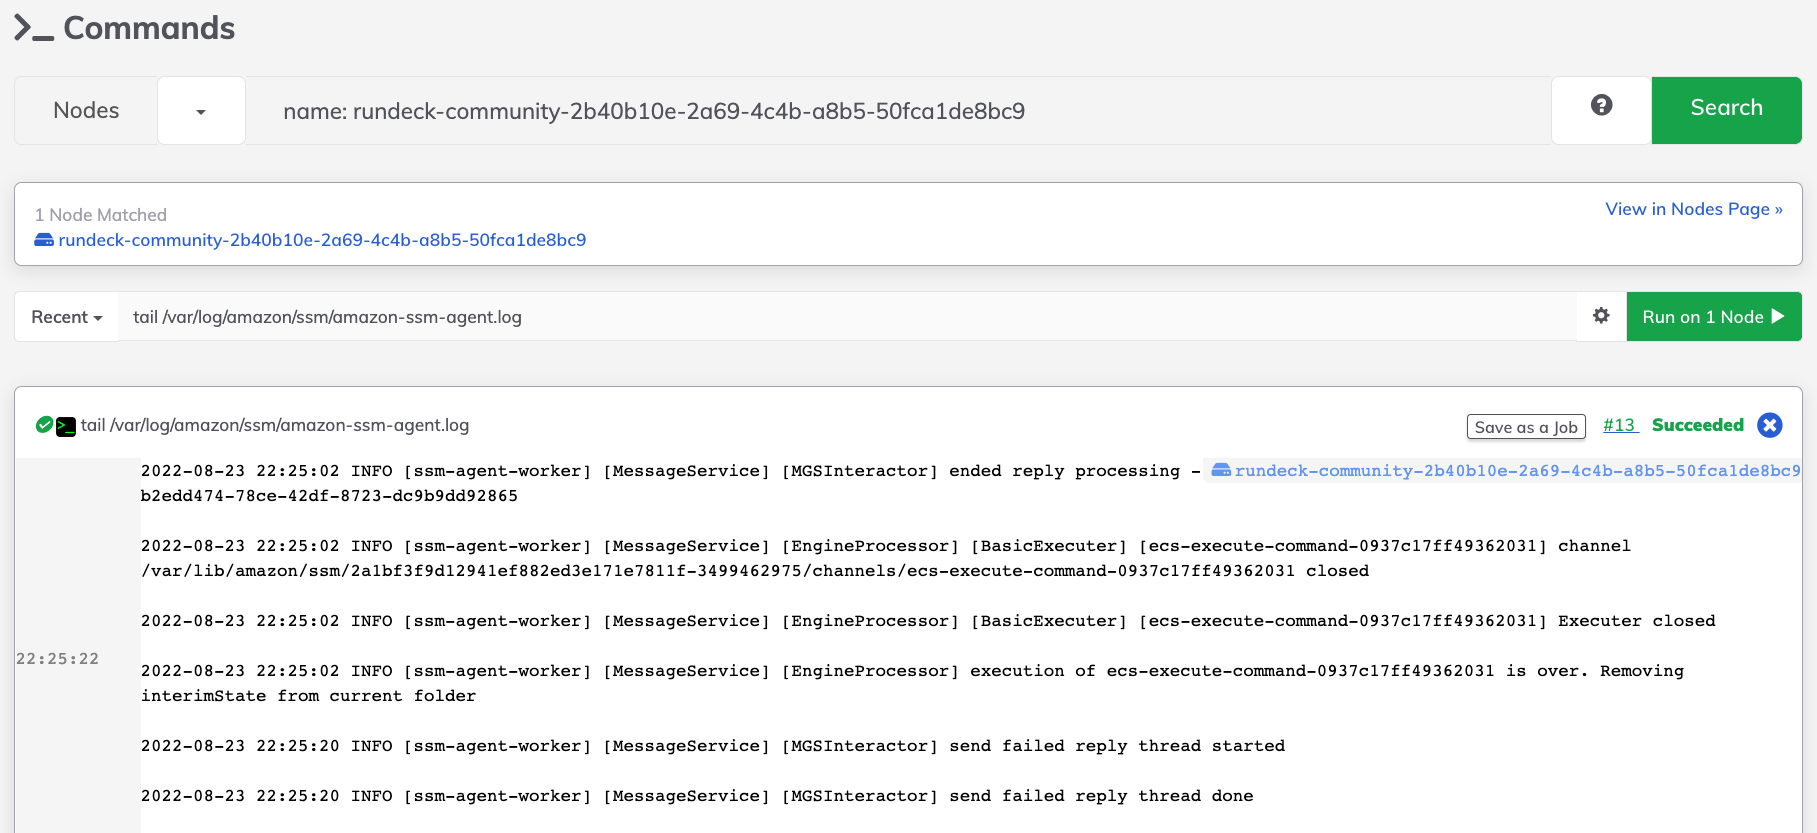 Commands
Nodes
name: rundeck-community-2b40b10e-2a69-4c4b-a8b5-50fca1de8bc9
Search
1 Node Matched
View in Nodes Page »
rundeck-community-2b40b10e-2a69-4c4b-a8b5-50fca1de8bc9
Recent
tail /var/log/amazon/ssm/amazon-ssm-agent.log
Run on 1 Node
tail /var/log/amazon/ssm/amazon-ssm-agent.log
Save as a Job
#13
Succeeded
2022-08-23 22:25:02 INFO [ssm-agent-worker] [MessageService] [MGSInteractor] ended reply processing - rundeck-community-2b40b10e-2a69-4c4b-a8b5-50fca1de8bc9
b2edd474-78ce-42df-8723-dc9b9dd92865
2022-08-23 22:25:02 INFO [ssm-agent-worker] [MessageService] [EngineProcessor] [BasicExecuter] [ecs-execute-command-0937c17ff49362031] channel
/var/lib/amazon/ssm/2a1bf3f9d12941ef882ed3e171e7811f-3499462975/channels/ecs-execute-command-0937c17ff49362031 closed
2022-08-23 22:25:02 INFO [ssm-agent-worker] [MessageService] [EngineProcessor] [BasicExecuter] [ecs-execute-command-0937c17ff49362031] Executer closed
22:25:22
2022-08-23 22:25:02 INFO [ssm-agent-worker] [MessageService] [EngineProcessor] execution of ecs-execute-command-0937c17ff49362031 is over. Removing
interimState from current folder
2022-08-23 22:25:20 INFO [ssm-agent-worker] [MessageService] [MGSInteractor] send failed reply thread started
2022-08-23 22:25:20 INFO [ssm-agent-worker] [MessageService] [MGSInteractor] send failed reply thread done